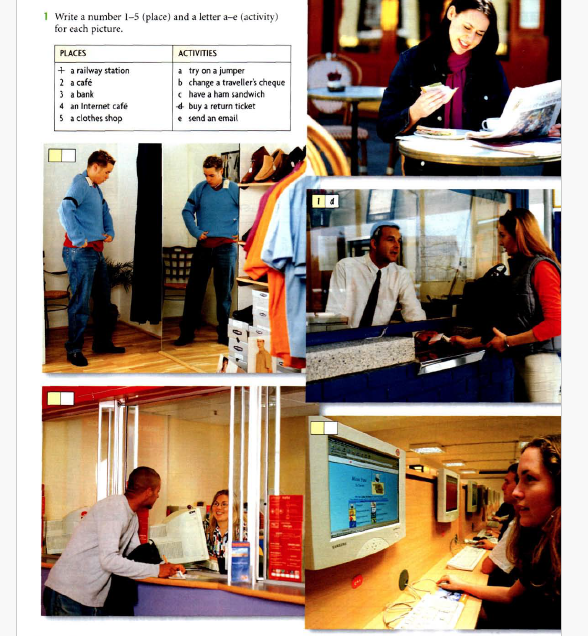 1 Write a number 1–5 (place) and a letter a–e (activity)
for each picture.
PLACES ACTIVITIES
1 a railway station a try on a jumper
2 a café b change a traveller's cheque
3 a bank c have a ham sandwich
4 an Internet café d buy a return ticket
5 a clothes shop e send an email
1 d